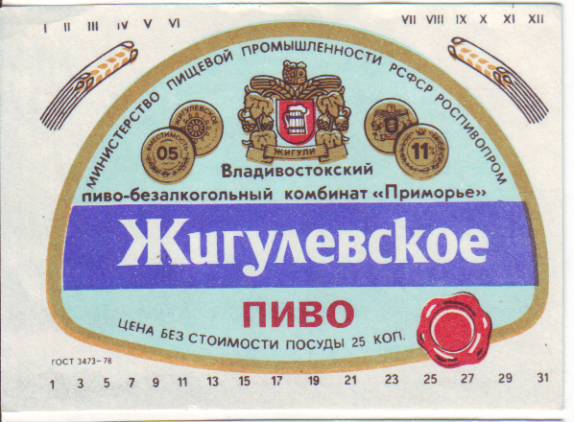 I II III IV V VI VII VIII IX X XI XII
МИНИСТЕРСТВО ПИЩЕВОЙ ПРОМЫШЛЕННОСТИ РСФСР РОСПИВОПРОМ
ЖИГУЛЕВСКОЕ
ВМЕСТИМОСТЬ
05
11
ЖИГУЛИ
Владивостокский
пиво-безалкогольный комбинат «Приморье»
Жигулевское
ПИВО
ЦЕНА БЕЗ СТОИМОСТИ ПОСУДЫ 25 КОП.
ГОСТ 3473-78
1 3 5 7 9 11 13 15 17 19 21 23 25 27 29 31